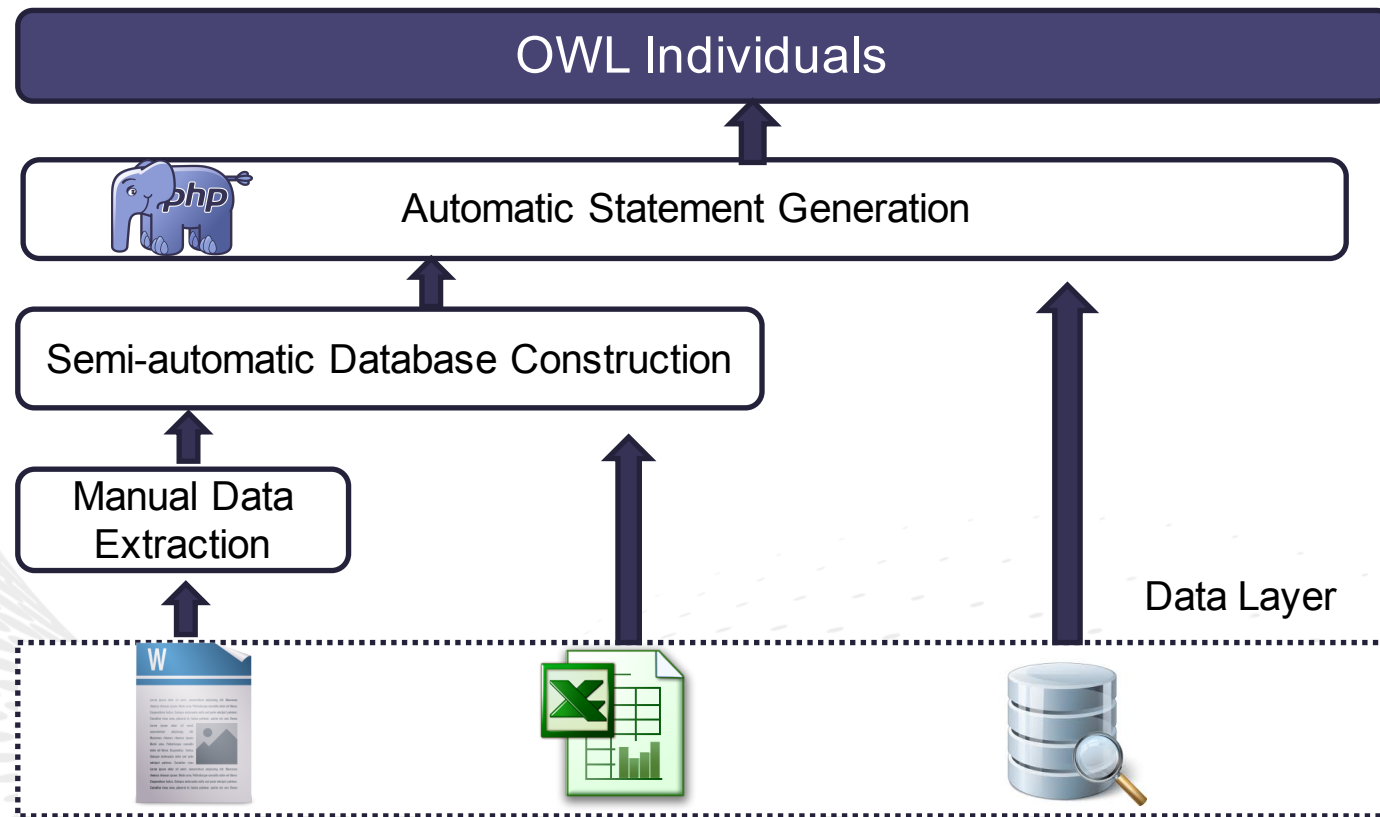 OWL Individuals
php
Automatic Statement Generation
Semi-automatic Database Construction
Manual Data
Extraction
Data Layer
W
X